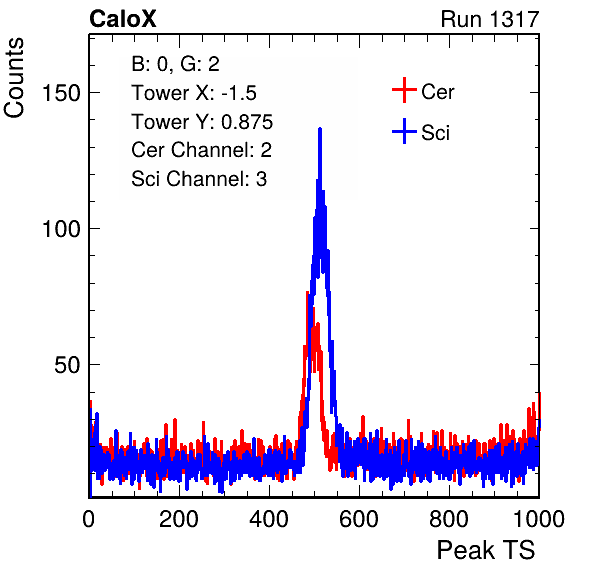 CaloX Run 1317
Counts
B: 0, G: 2
Tower X: -1.5
Tower Y: 0.875
Cer Channel: 2
Sci Channel: 3
Cer
Sci
150
100
50
0 200 400 600 800 1000
Peak TS